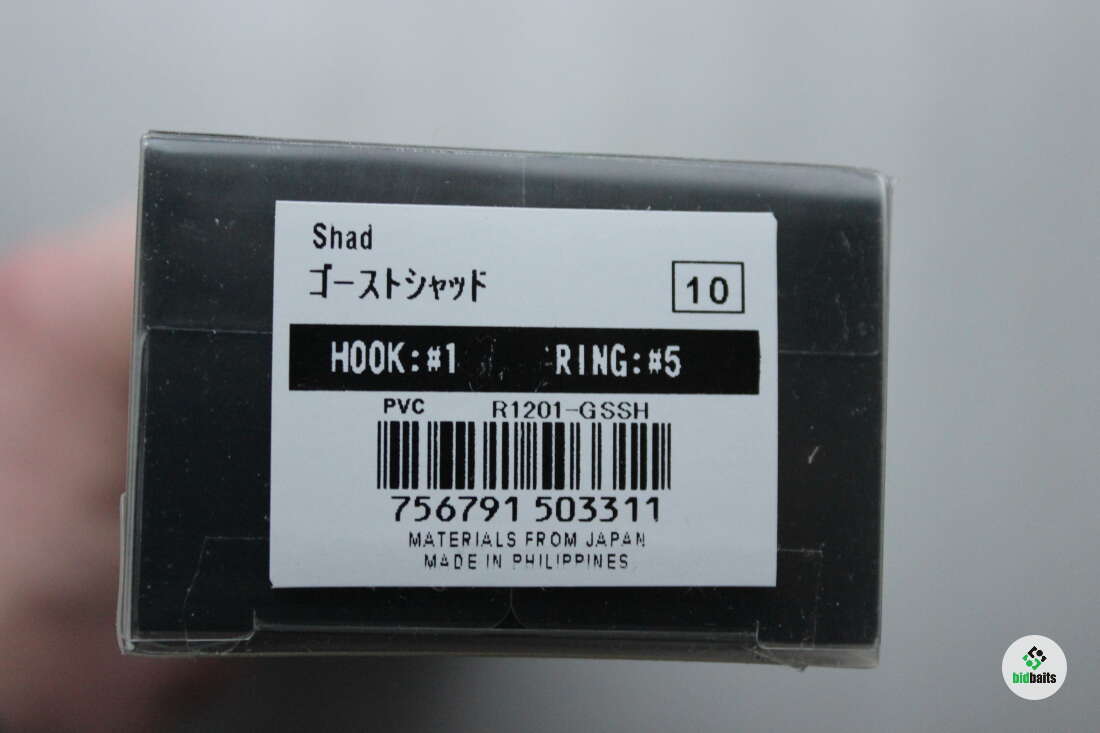 Shad
ゴーストシャッド
10
HOOK:#1 RING:#5
PVC R1201-GSSH
756791 503311
MATERIALS FROM JAPAN
MADE IN PHILIPPINES
bidbaits